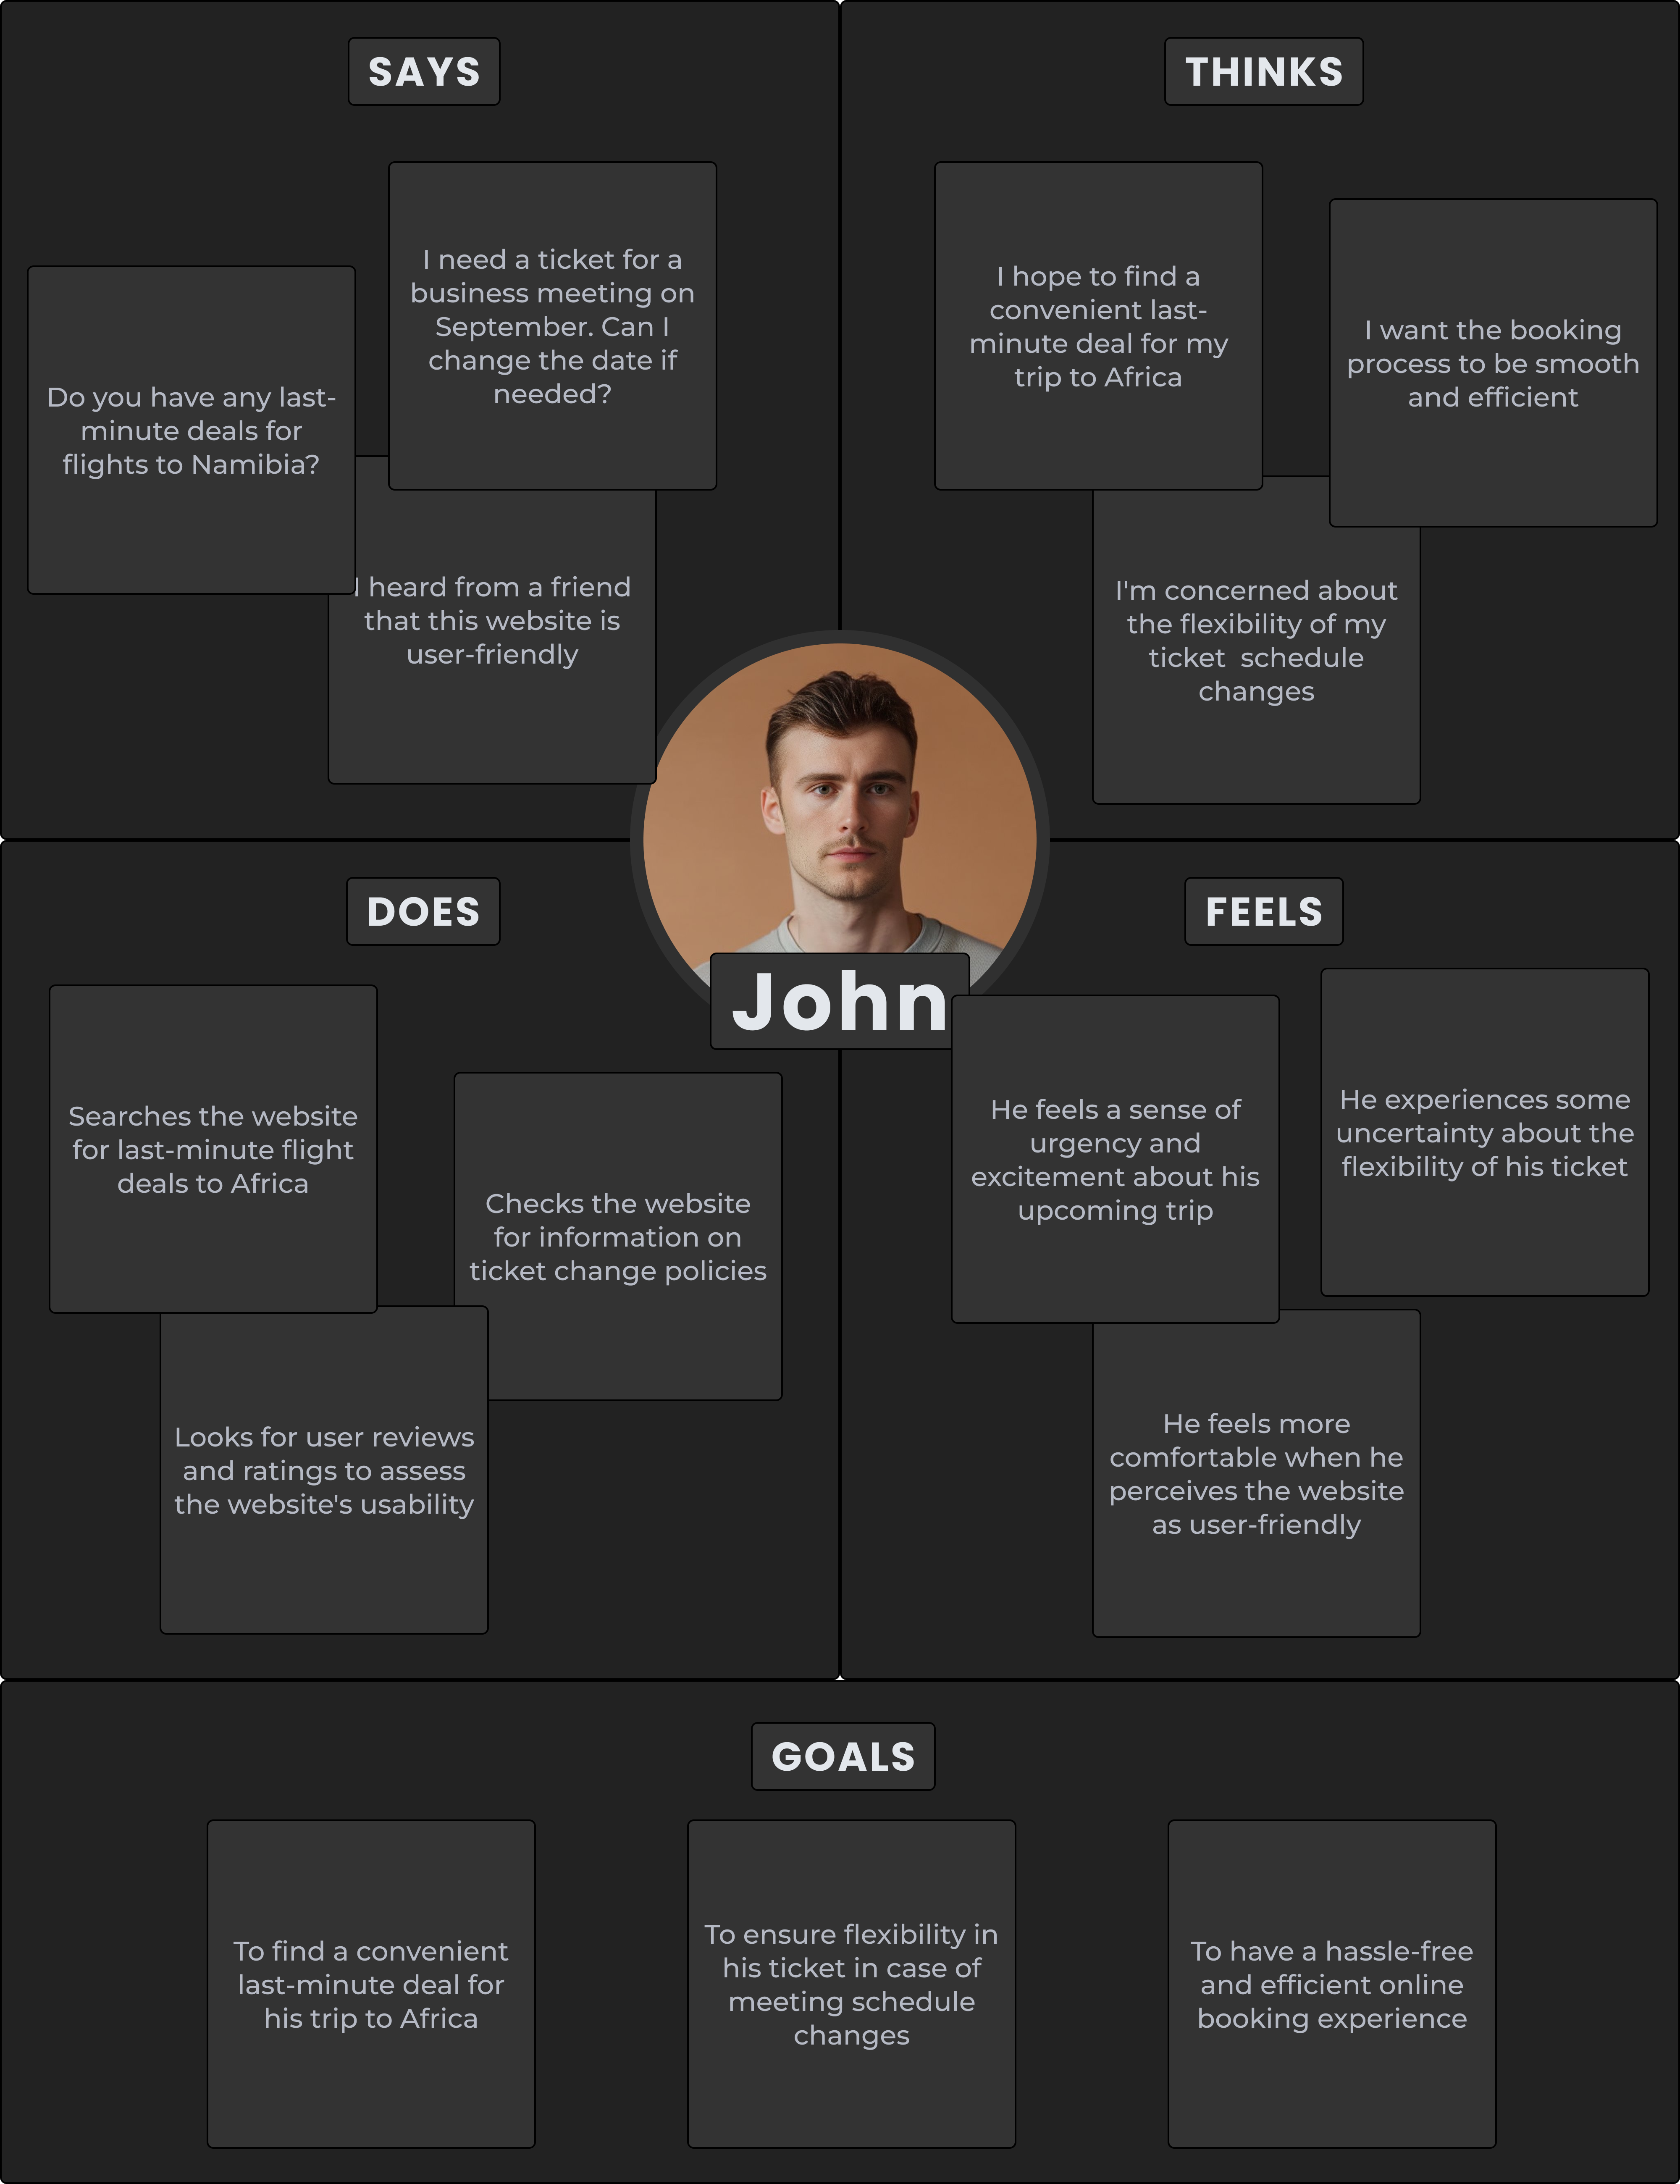 SAYS
I need a ticket for a
business meeting on
September. Can I
change the date if
needed?
Do you have any last-
minute deals for
flights to Namibia?
I heard from a friend
that this website is
user-friendly
THINKS
I hope to find a
convenient last-
minute deal for my
trip to Africa
I want the booking
process to be smooth
and efficient
I'm concerned about
the flexibility of my
ticket  schedule
changes
John
DOES
Searches the website
for last-minute flight
deals to Africa
Checks the website
for information on
ticket change policies
Looks for user reviews
and ratings to assess
the website's usability
FEELS
He feels a sense of
urgency and
excitement about his
upcoming trip
He experiences some
uncertainty about the
flexibility of his ticket
He feels more
comfortable when he
perceives the website
as user-friendly
GOALS
To find a convenient
last-minute deal for
his trip to Africa
To ensure flexibility in
his ticket in case of
meeting schedule
changes
To have a hassle-free
and efficient online
booking experience